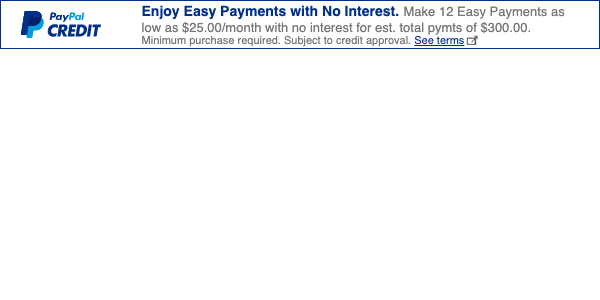 PayPal
CREDIT
Enjoy Easy Payments with No Interest. Make 12 Easy Payments as
low as $25.00/month with no interest for est. total pymts of $300.00.
Minimum purchase required. Subject to credit approval. See terms